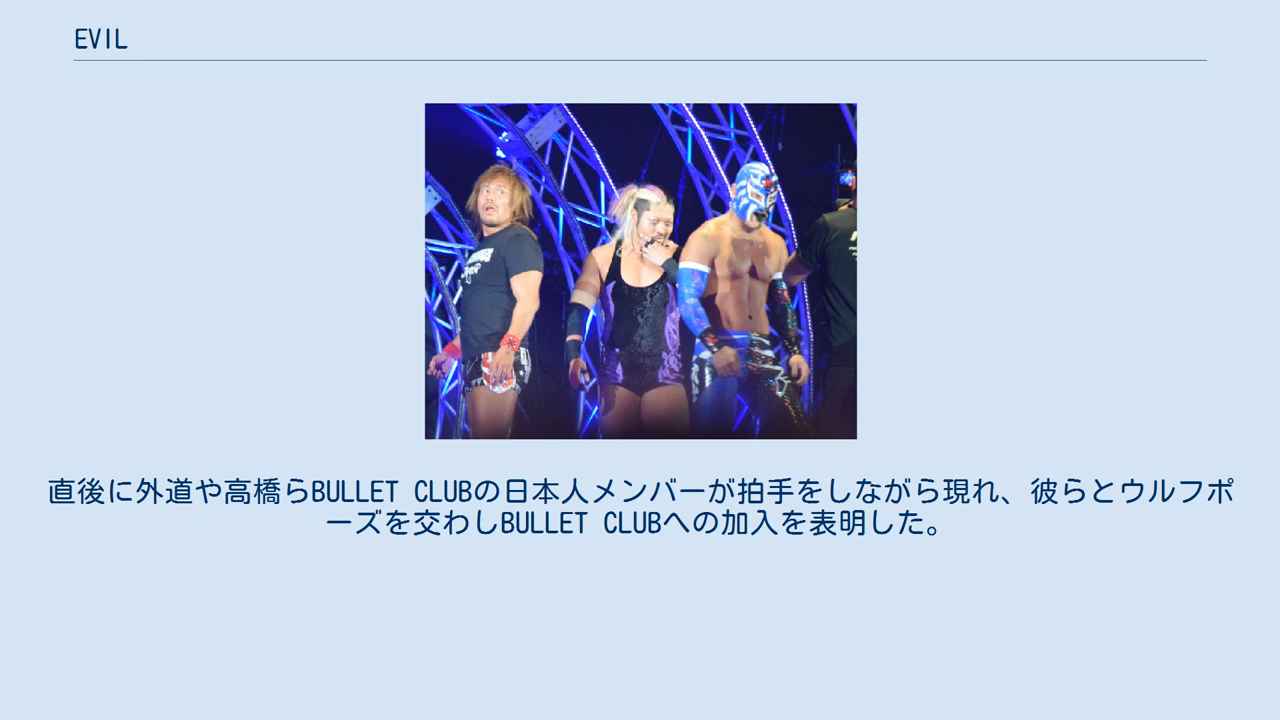 EVIL
直後に外道や高橋らBULLET CLUBの日本人メンバーが拍手をしながら現れ、彼らとウルフポ
ーズを交わしBULLET CLUBへの加入を表明した。